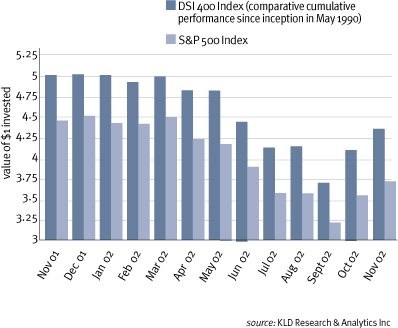 DSI 400 Index (comparative cumulative
performance since inception in May 1990)
S&P 500 Index
value of $1 invested
5.25
5
4.75
4.5
4.25
4
3.75
3.5
3.25
3
Nov 01
Dec 01
Jan 02
Feb 02
Mar 02
Apr 02
May 02
Jun 02
Jul 02
Aug 02
Sept 02
Oct 02
Nov 02
source: KLD Research & Analytics Inc